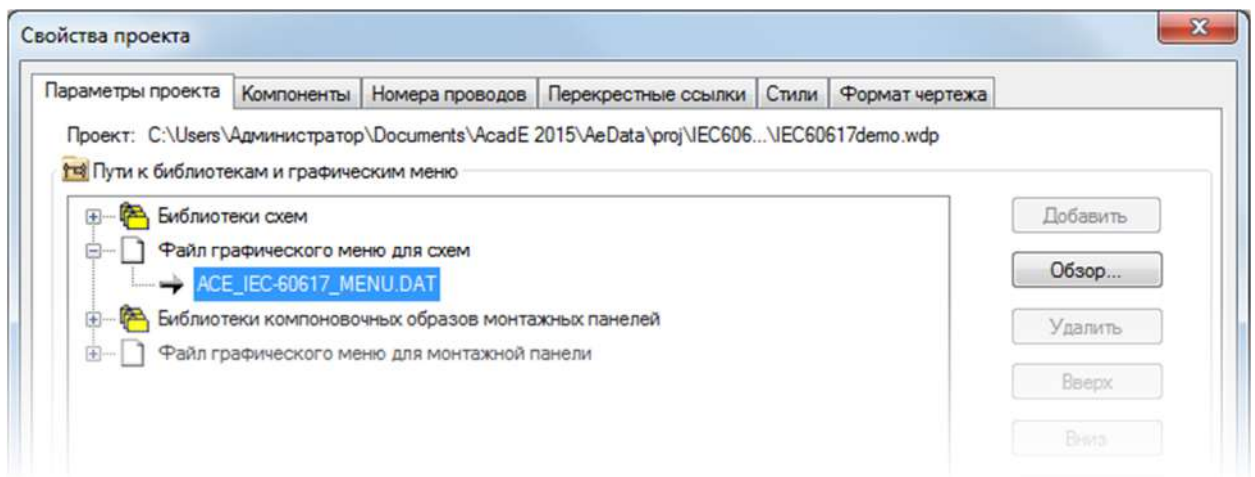 Свойства проекта
Параметры проекта Компоненты Номера проводов Перекрестные ссылки Стили Формат чертежа
Проект: C:\Users\Администратор\Documents\AcadE 2015\AeData\proj\IEC606...\IEC60617demo.wdp
Пути к библиотекам и графическим меню
Библиотеки схем
Добавить
Файл графического меню для схем
ACE_IEC-60617_MENU.DAT
Обзор...
Библиотеки компоновочных образов монтажных панелей
Удалить
Файл графического меню для монтажной панели
Вверх
Вниз